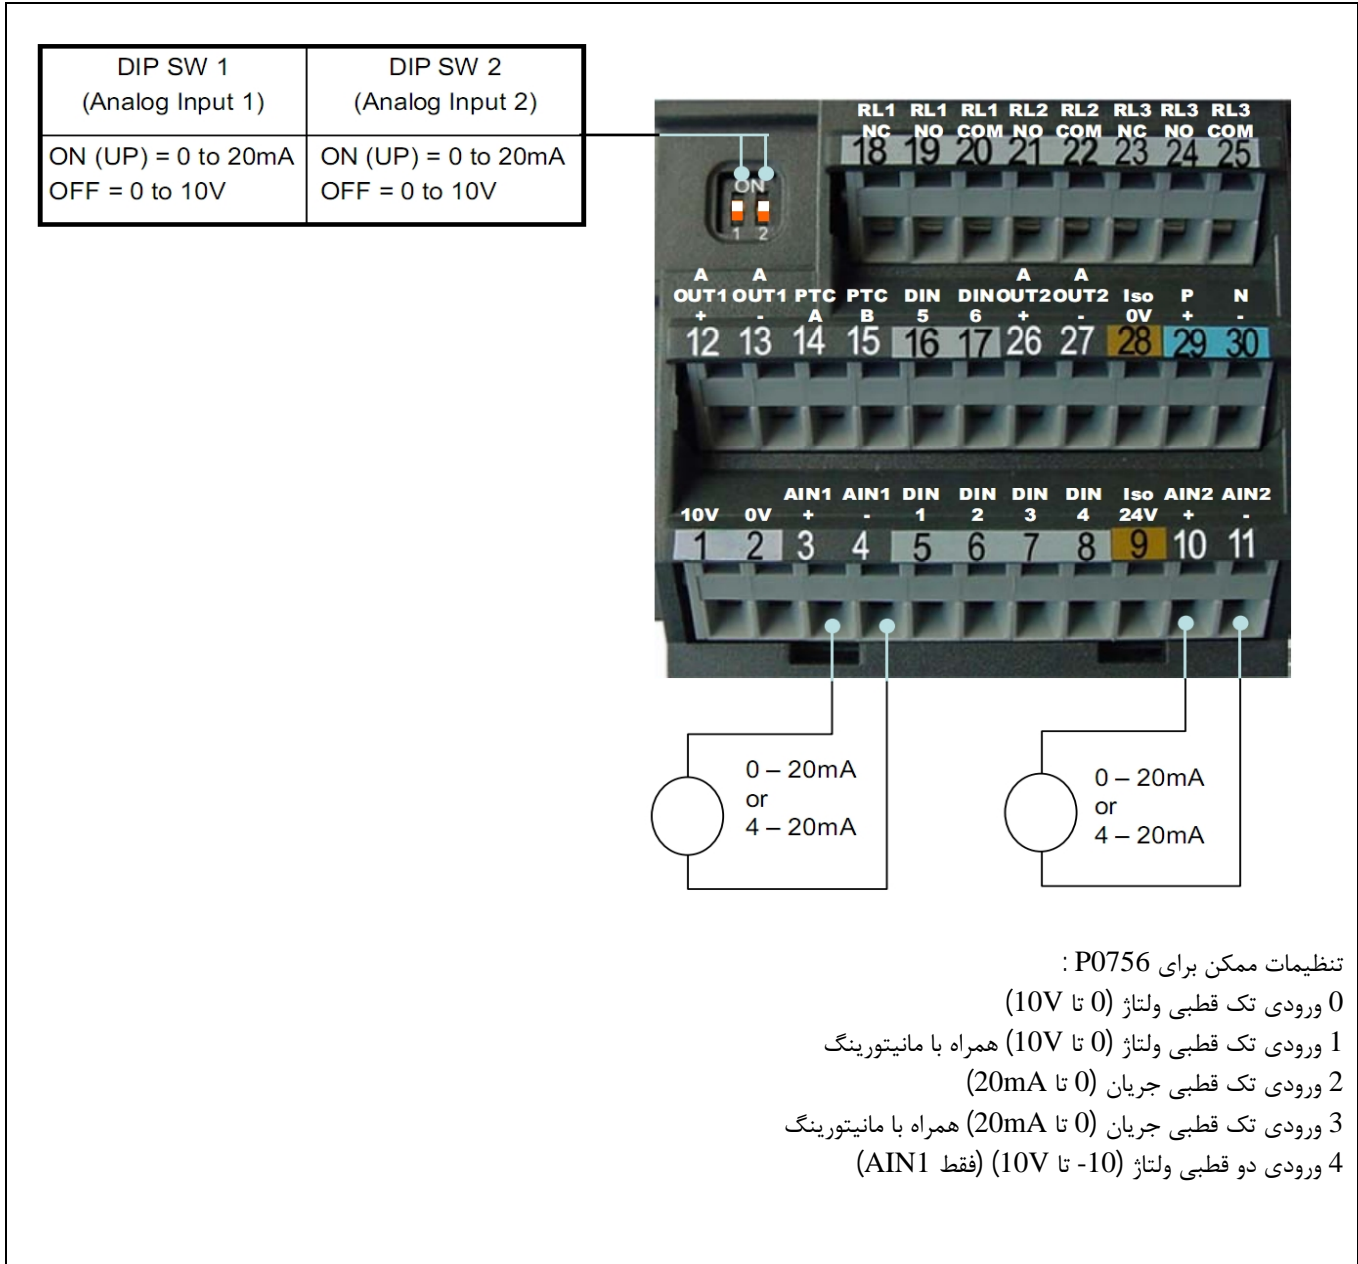 DIP SW 1
(Analog Input 1)
DIP SW 2
(Analog Input 2)
ON (UP) = 0 to 20mA
OFF = 0 to 10V
ON (UP) = 0 to 20mA
OFF = 0 to 10V
RL1 RL1 RL1 RL2 RL2 RL3 RL3 RL3
NC NO COM NO COM NC NO COM
18 19 20 21 22 23 24 25
ON
1 2
A A A A
OUT1 OUT1 PTC PTC DIN DIN OUT2 OUT2 Iso P N
+ - A B 5 6 + - 0V + -
12 13 14 15 16 17 26 27 28 29 30
AIN1 AIN1 DIN DIN DIN DIN Iso AIN2 AIN2
10V 0V + - 1 2 3 4 24V + -
1 2 3 4 5 6 7 8 9 10 11
0 – 20mA
or
4 – 20mA
0 – 20mA
or
4 – 20mA
تنظیمات ممکن برای P0756 :
0 ورودی تک قطبی ولتاژ (0 تا 10V)
1 ورودی تک قطبی ولتاژ (0 تا 10V) همراه با مانیتورینگ
2 ورودی تک قطبی جریان (0 تا 20mA)
3 ورودی تک قطبی جریان (0 تا 20mA) همراه با مانیتورینگ
4 ورودی دو قطبی ولتاژ (10- تا 10V) (فقط AIN1)